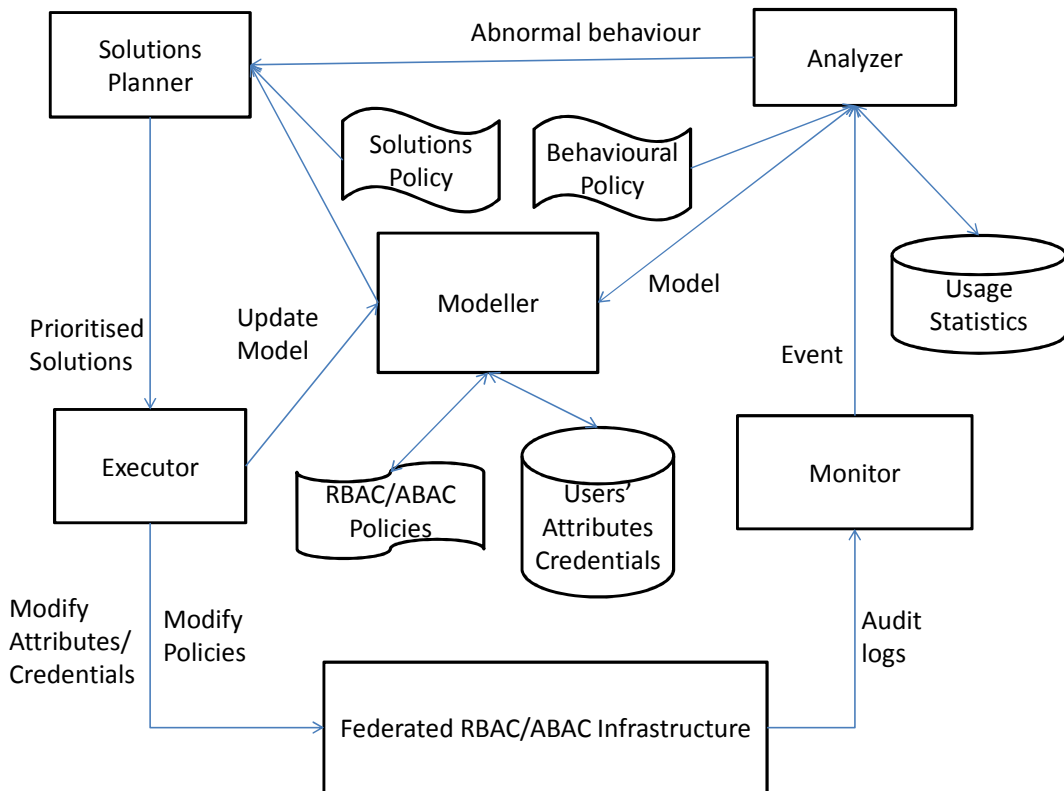 Solutions
Planner
Abnormal behaviour
Analyzer
Solutions
Policy
Behavioural
Policy
Modeller
Model
Usage
Statistics
Prioritised
Solutions
Update
Model
Event
Executor
RBAC/ABAC
Policies
Users'
Attributes
Credentials
Monitor
Modify
Attributes/
Credentials
Modify
Policies
Audit
logs
Federated RBAC/ABAC Infrastructure